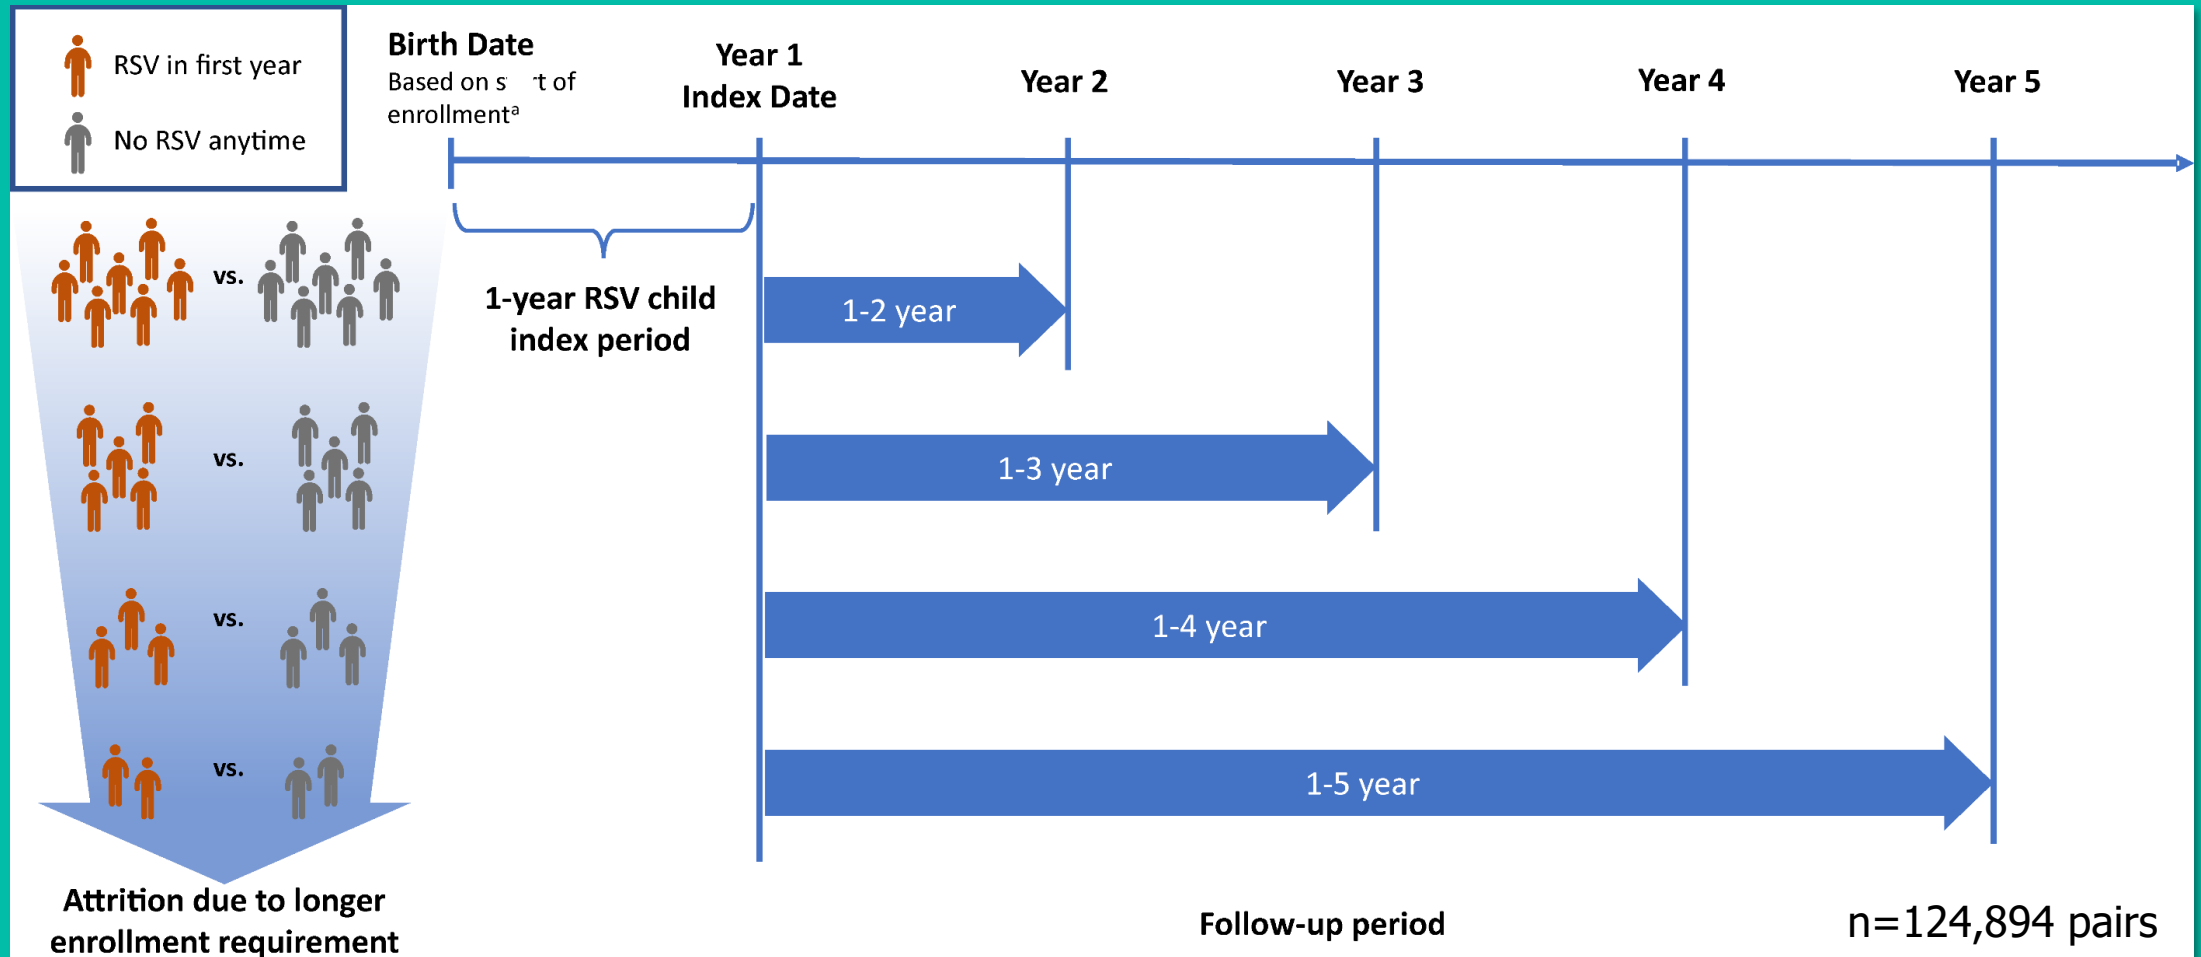 RSV in first year
No RSV anytime
Birth Date
Based on s rt of
enrollmentᵃ
Year 1
Index Date
Year 2
Year 3
Year 4
Year 5
vs.
1-year RSV child
index period
1-2 year
vs.
1-3 year
vs.
1-4 year
vs.
1-5 year
Attrition due to longer
enrollment requirement
Follow-up period
n=124,894 pairs